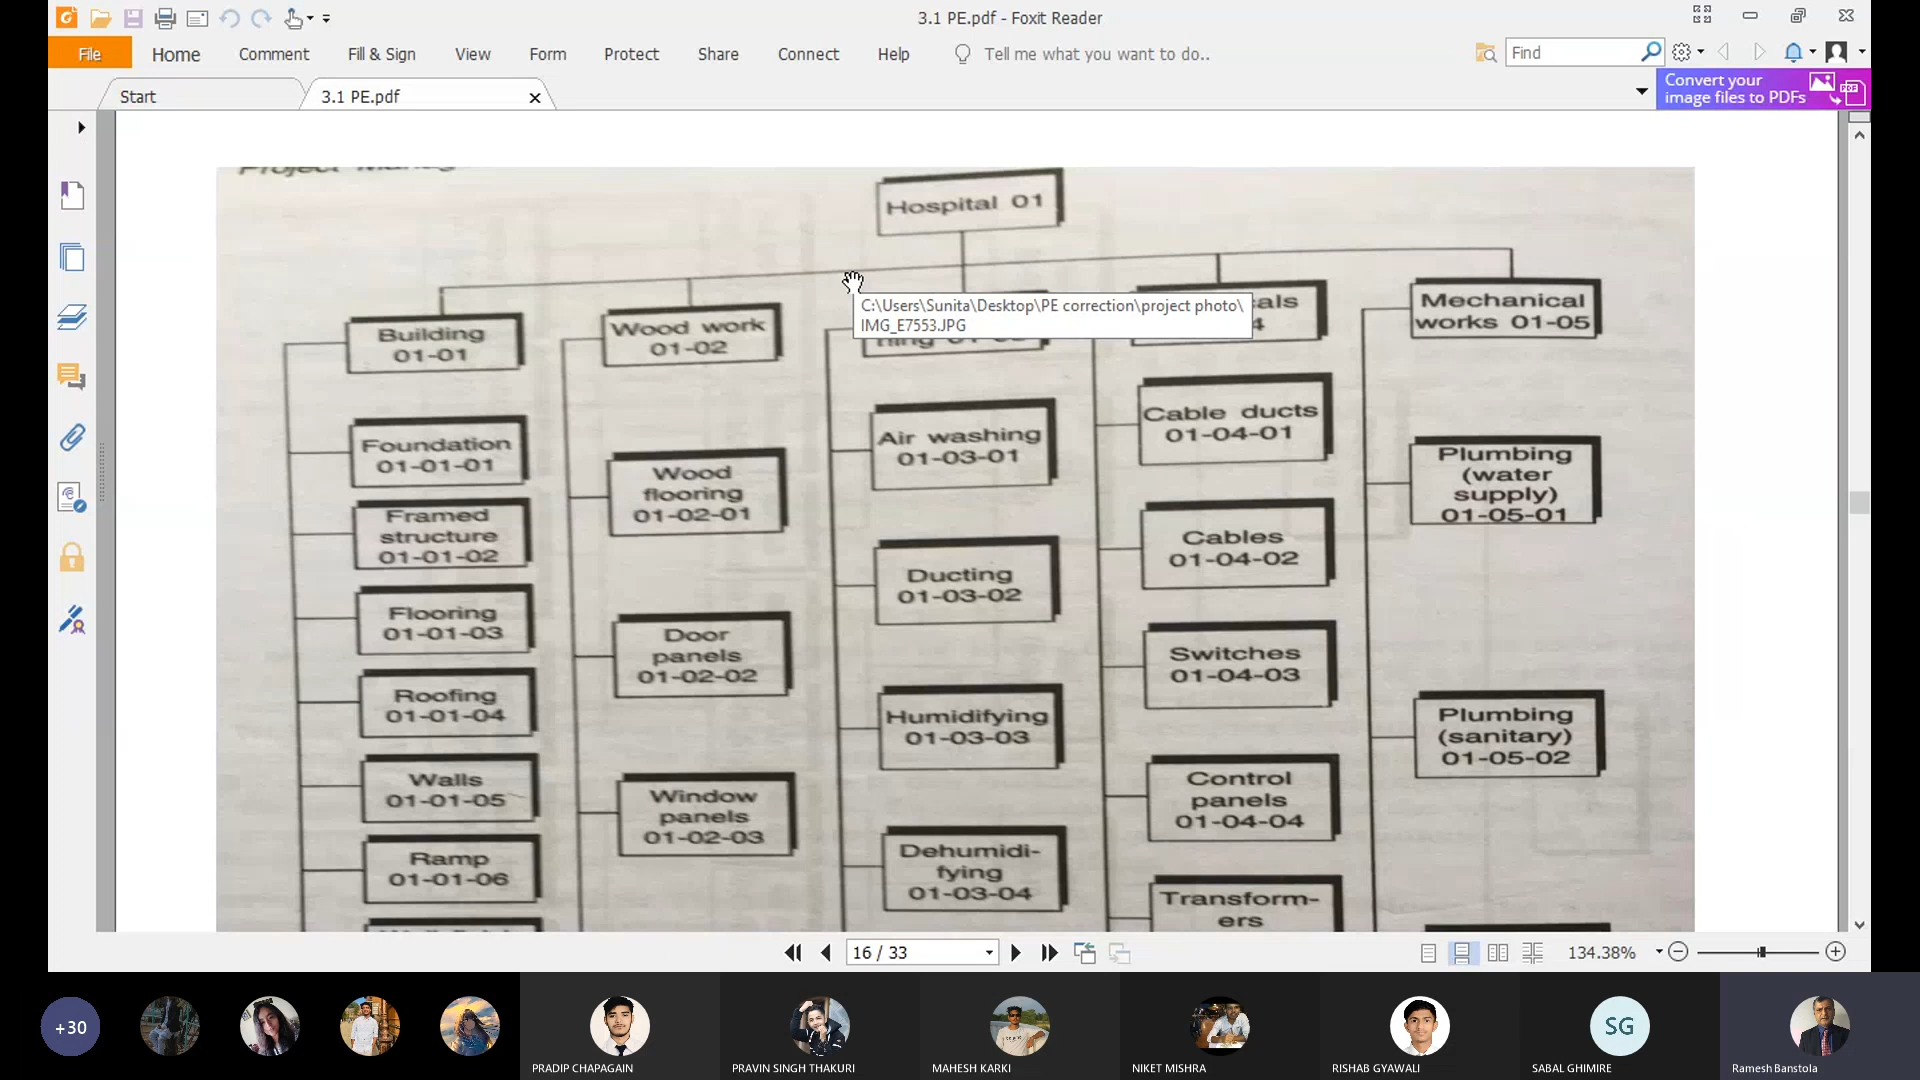 3.1 PE.pdf - Foxit Reader
File
Home
Comment
Fill & Sign
View
Form
Protect
Share
Connect
Help
Tell me what you want to do..
Find
Start
3.1 PE.pdf
Convert your
image files to PDFs
Hospital 01
C:\Users\Sunita\Desktop\PE correction\project photo\
IMG_E7553.JPG
Building
01-01
Foundation
01-01-01
Framed
structure
01-01-02
Flooring
01-01-03
Roofing
01-01-04
Walls
01-01-05
Ramp
01-01-06
Wood work
01-02
Wood
flooring
01-02-01
Door
panels
01-02-02
Window
panels
01-02-03
Air washing
01-03-01
Ducting
01-03-02
Humidifying
01-03-03
Dehumidi-
fying
01-03-04
als
4
Cable ducts
01-04-01
Cables
01-04-02
Switches
01-04-03
Control
panels
01-04-04
Transform-
ers
Mechanical
works 01-05
Plumbing
(water
supply)
01-05-01
Plumbing
(sanitary)
01-05-02
16 / 33
134.38%
+30
PRADIP CHAPAGAIN
PRAVIN SINGH THAKURI
MAHESH KARKI
NIKET MISHRA
RISHAB GYAWALI
SG
SABAL GHIMIRE
Ramesh Banstola